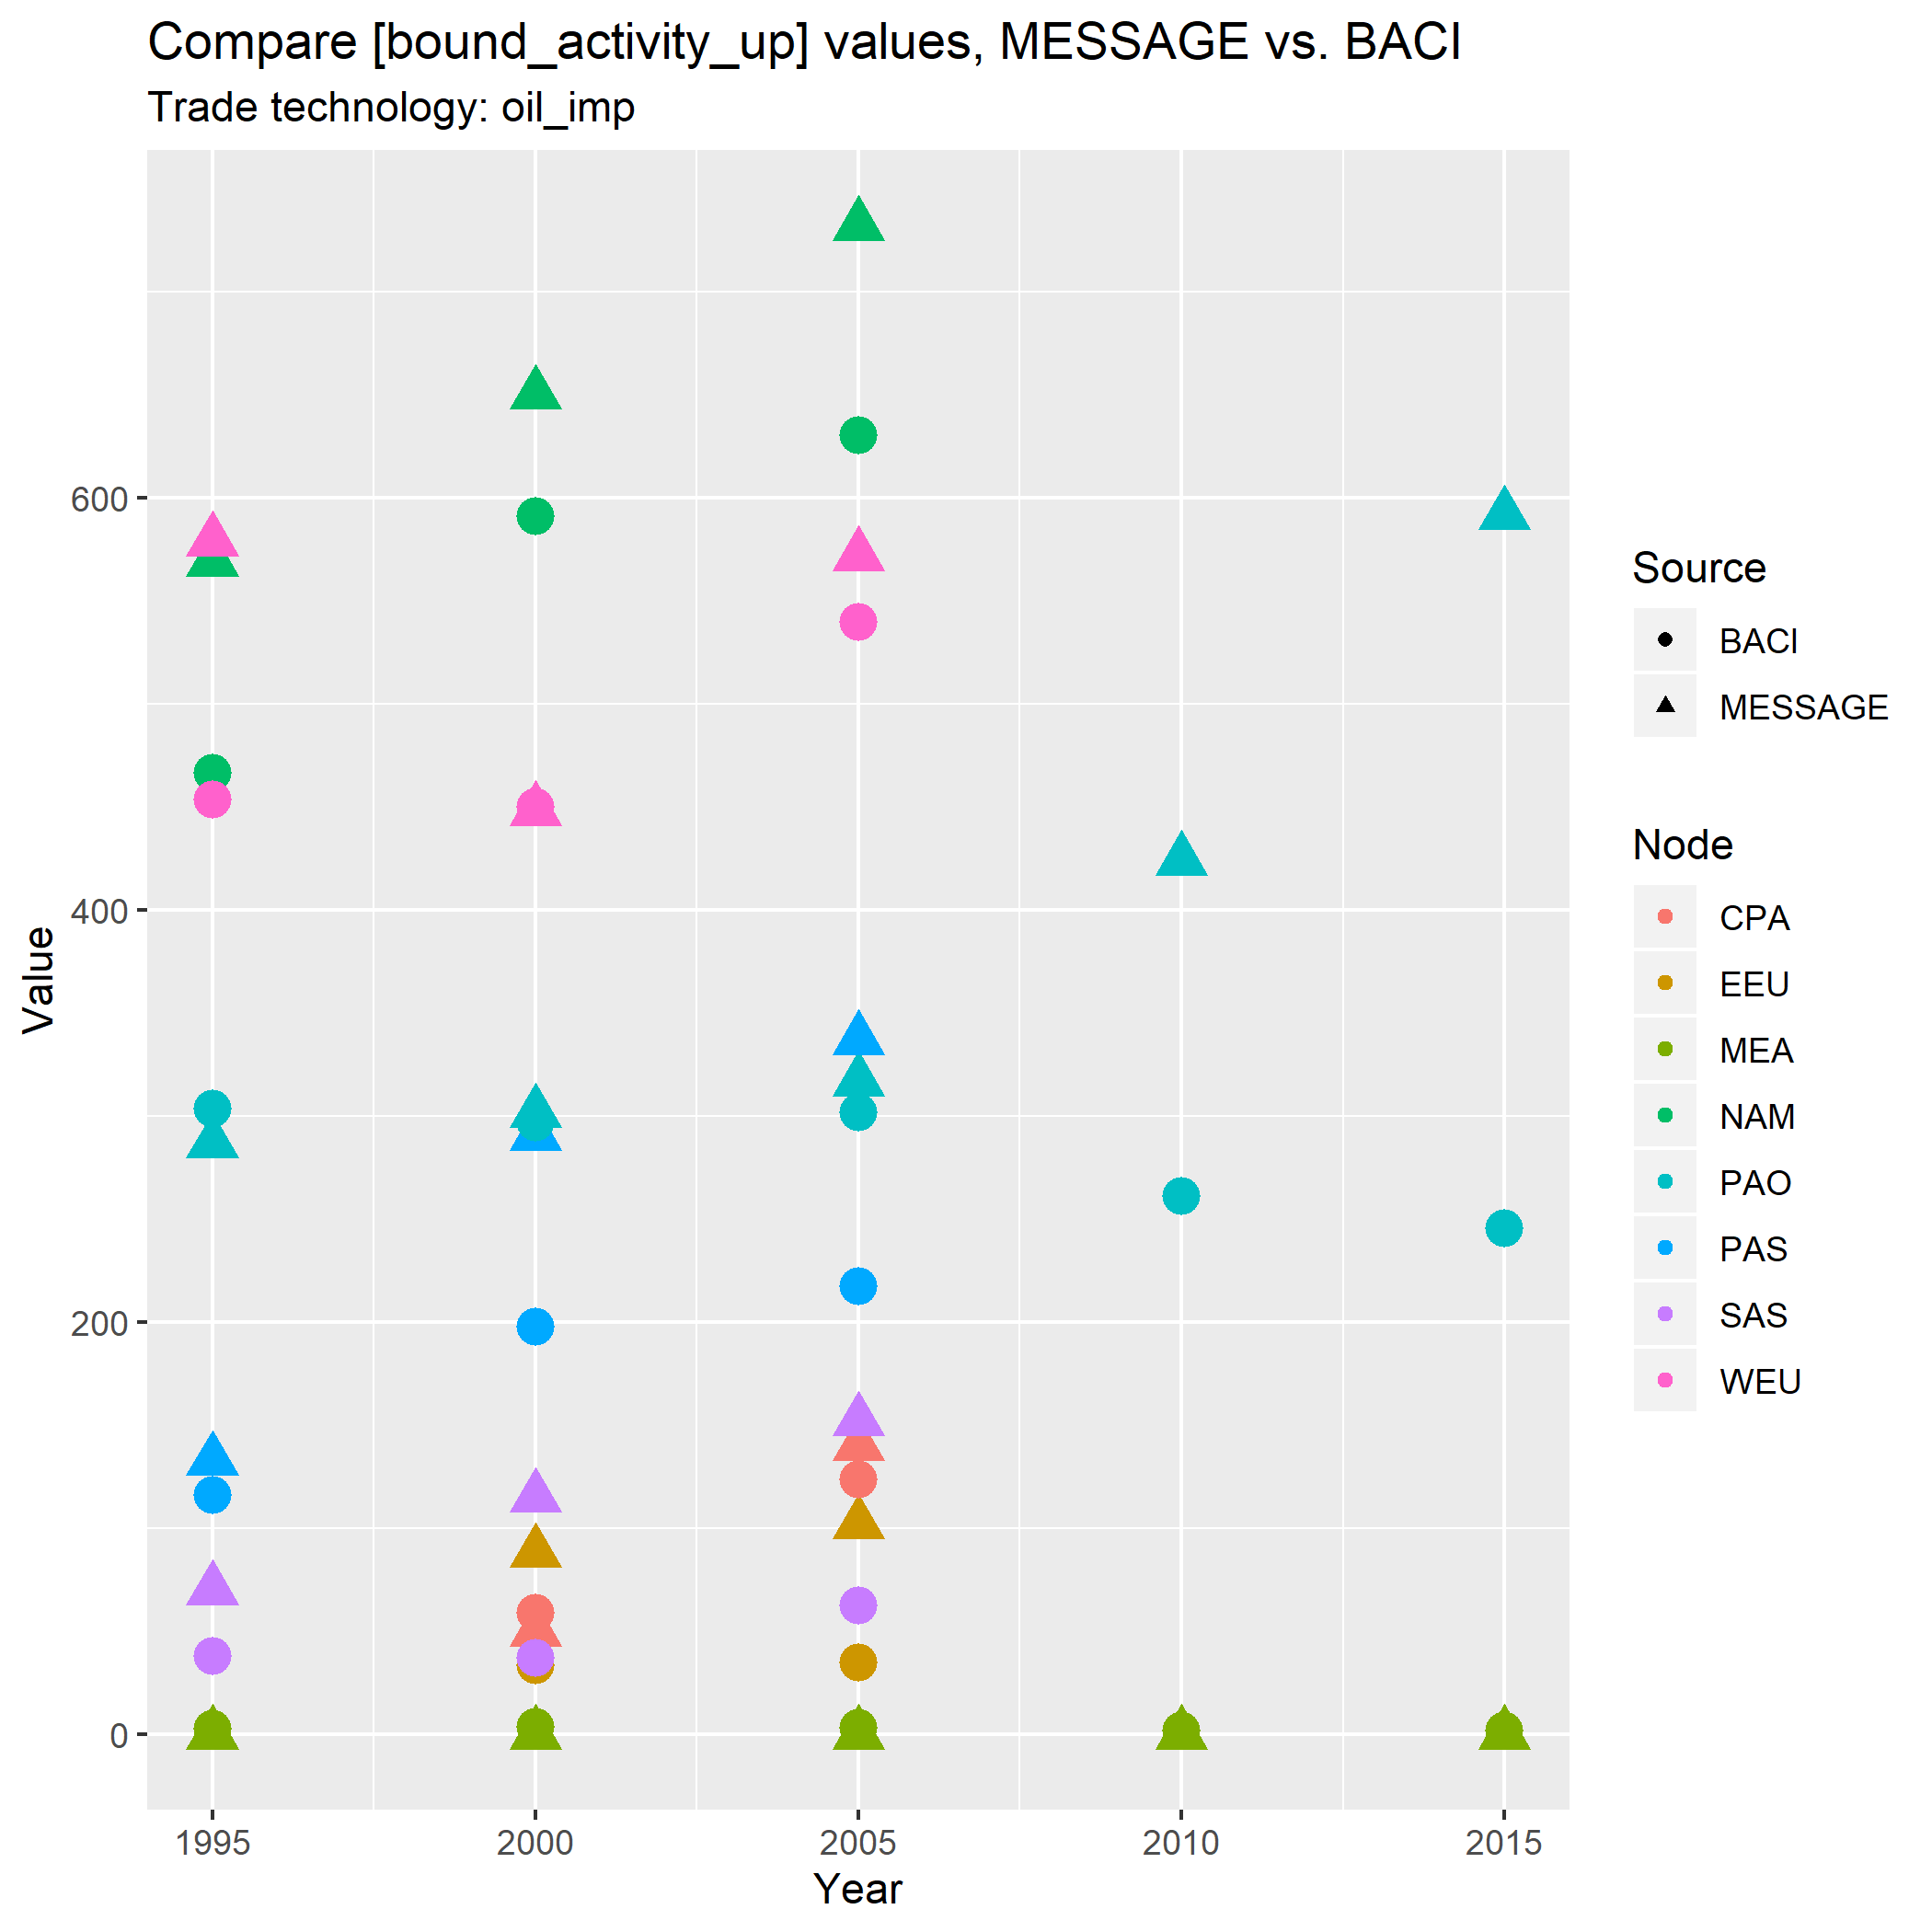 Compare [bound_activity_up] values, MESSAGE vs. BACI
Trade technology: oil_imp
Value
600
400
200
0
1995
2000
2005
2010
2015
Year
Source
BACI
MESSAGE
Node
CPA
EEU
MEA
NAM
PAO
PAS
SAS
WEU